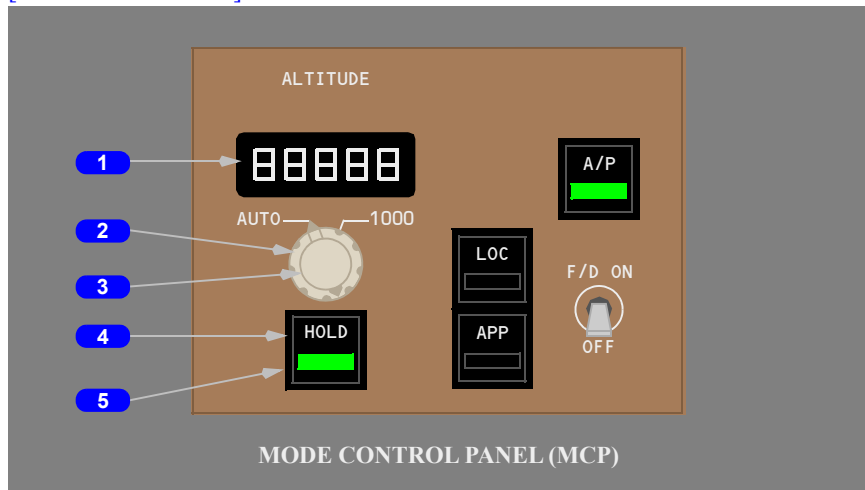 ALTITUDE
1
88888
A/P
AUTO
1000
2
LOC
F/D ON
3
4
HOLD
APP
OFF
5
MODE CONTROL PANEL (MCP)